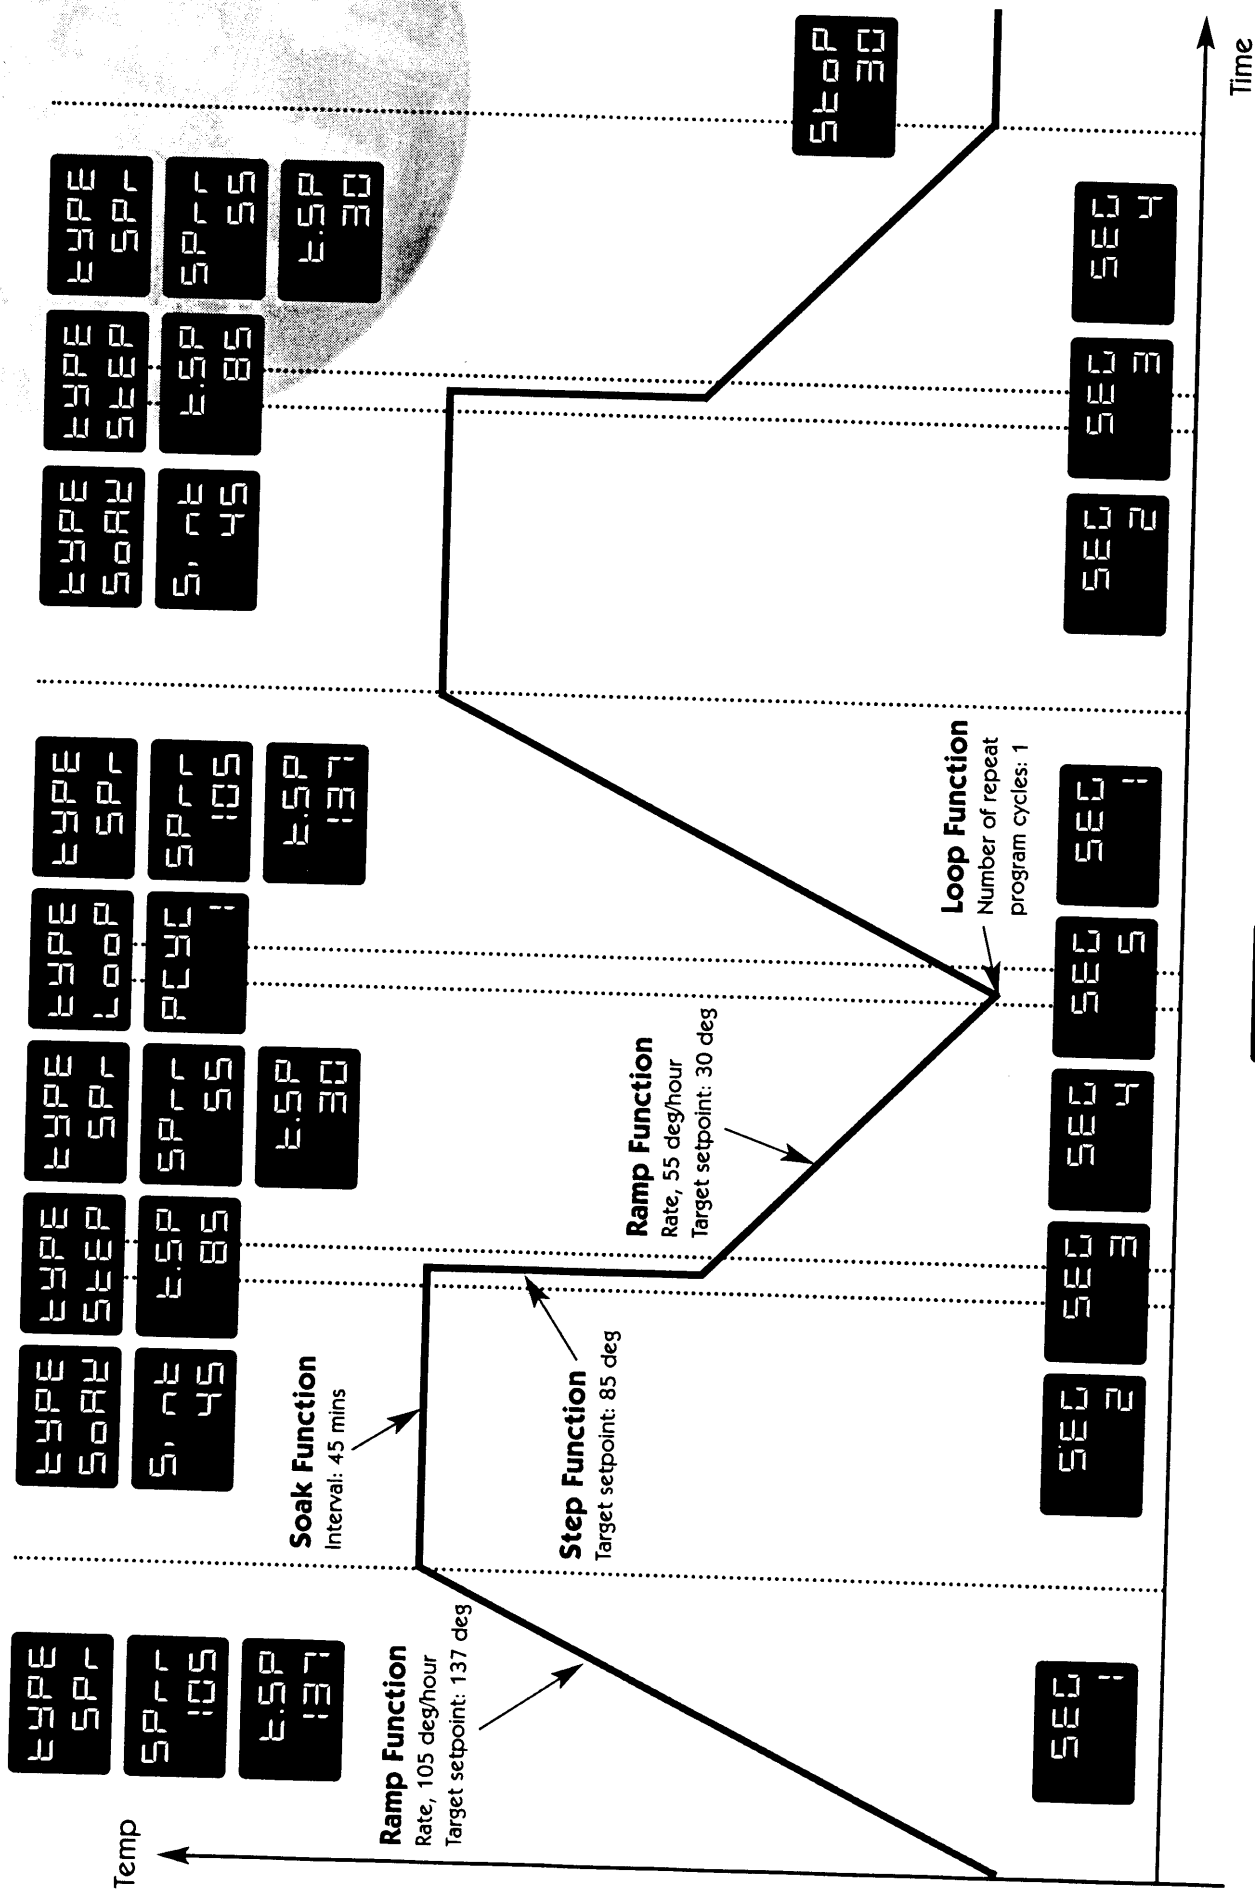 Temp
tYPE
SPr
SPrr
105
t.SP
137
tYPE
SoAK
S, nt
45
tYPE
StEP
t.SP
85
tYPE
SPr
SPrr
55
t.SP
30
tYPE
LooP
PCYC
1
tYPE
SPr
SPrr
105
t.SP
137
tYPE
SoAK
S, nt
45
tYPE
StEP
t.SP
85
tYPE
SPr
SPrr
55
t.SP
30
StoP
30
Ramp Function
Rate, 105 deg/hour
Target setpoint: 137 deg
Soak Function
Interval: 45 mins
Step Function
Target setpoint: 85 deg
Ramp Function
Rate, 55 deg/hour
Target setpoint: 30 deg
Loop Function
Number of repeat
program cycles: 1
SEG
1
SEG
2
SEG
3
SEG
4
SEG
5
SEG
1
SEG
2
SEG
3
SEG
4
Time